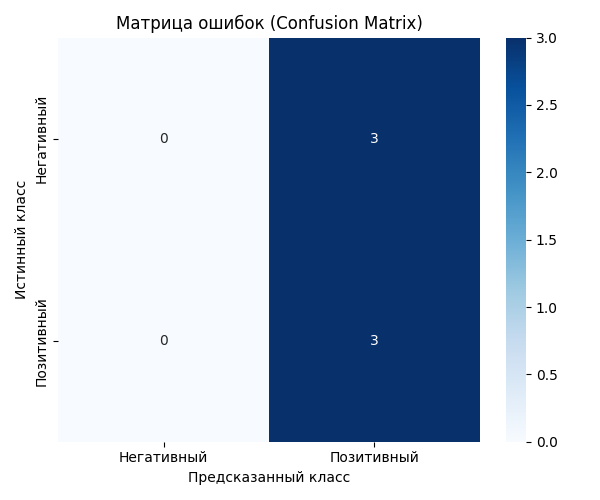 Матрица ошибок (Confusion Matrix)
Истинный класс
Негативный
Позитивный
0
3
0
3
Негативный
Позитивный
Предсказанный класс
3.0
2.5
2.0
1.5
1.0
0.5
0.0